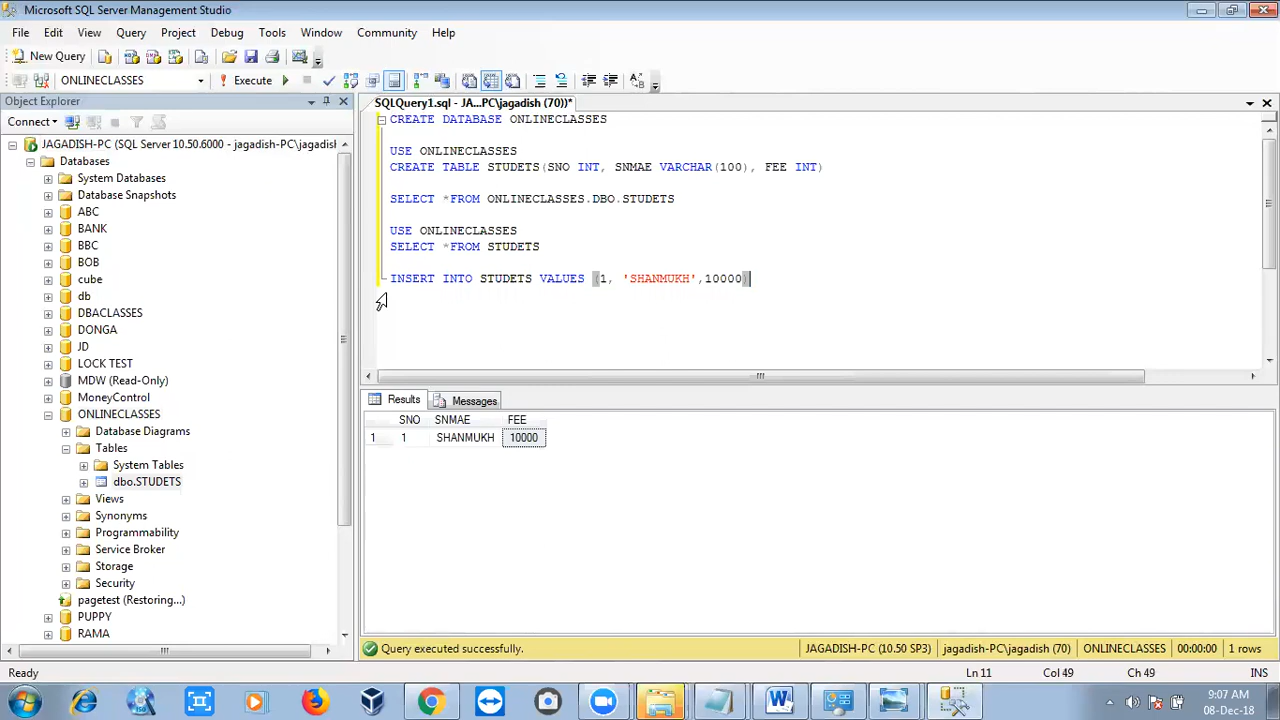 Microsoft SQL Server Management Studio
File Edit View Query Project Debug Tools Window Community Help
New Query
ONLINECLASSES Execute
Object Explorer
SQLQuery1.sql - JA...PC\jagadish (70))*
Connect
JAGADISH-PC (SQL Server 10.50.6000 - jagadish-PC\jagadish
Databases
System Databases
Database Snapshots
ABC
BANK
BBC
BOB
cube
db
DBACLASSES
DONGA
JD
LOCK TEST
MDW (Read-Only)
MoneyControl
ONLINECLASSES
Database Diagrams
Tables
System Tables
dbo.STUDETS
Views
Synonyms
Programmability
Service Broker
Storage
Security
pagetest (Restoring...)
PUPPY
RAMA
CREATE DATABASE ONLINECLASSES
USE ONLINECLASSES
CREATE TABLE STUDETS(SNO INT, SNMAE VARCHAR(100), FEE INT)
SELECT *FROM ONLINECLASSES.DBO.STUDETS
USE ONLINECLASSES
SELECT *FROM STUDETS
INSERT INTO STUDETS VALUES (1, 'SHANMUKH',10000)
Results Messages
SNO SNMAE FEE
1 1 SHANMUKH 10000
Query executed successfully. JAGADISH-PC (10.50 SP3) jagadish-PC\jagadish (70) ONLINECLASSES 00:00:00 1 rows
Ready Ln 11 Col 49 Ch 49 INS
9:07 AM
08-Dec-18